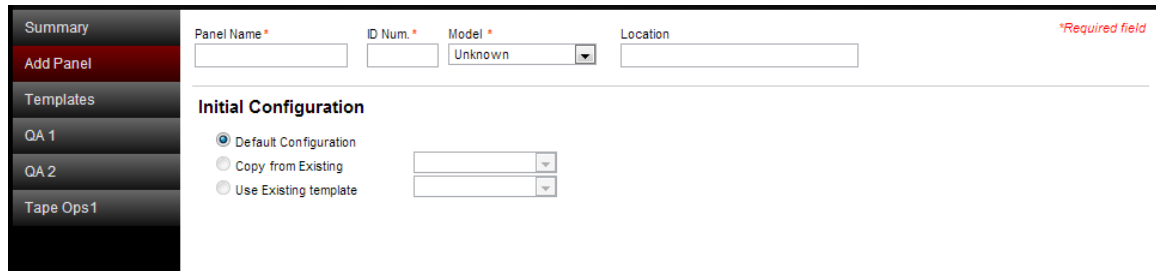 Summary
Add Panel
Templates
QA 1
QA 2
Tape Ops1
Panel Name* ID Num.* Model * Location *Required field
Unknown
Initial Configuration
Default Configuration
Copy from Existing
Use Existing template